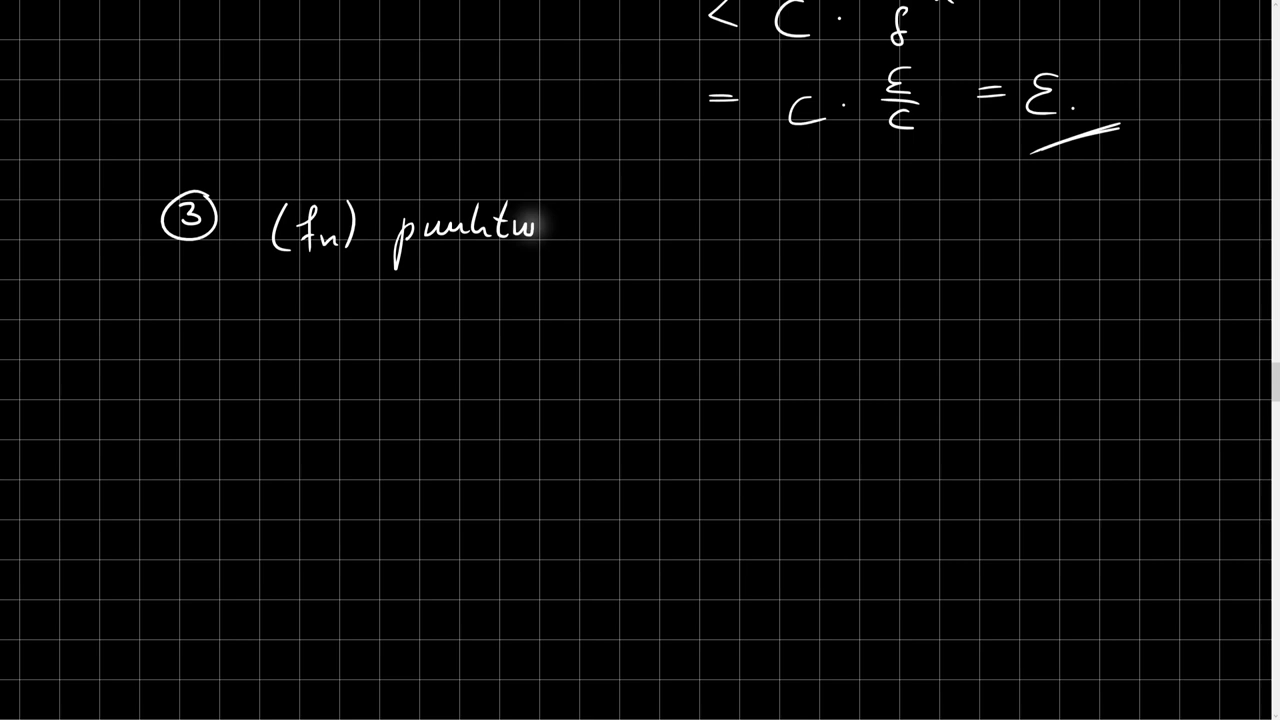 < C · δ
= C · ε/C = ε.
③ (fn) punktw